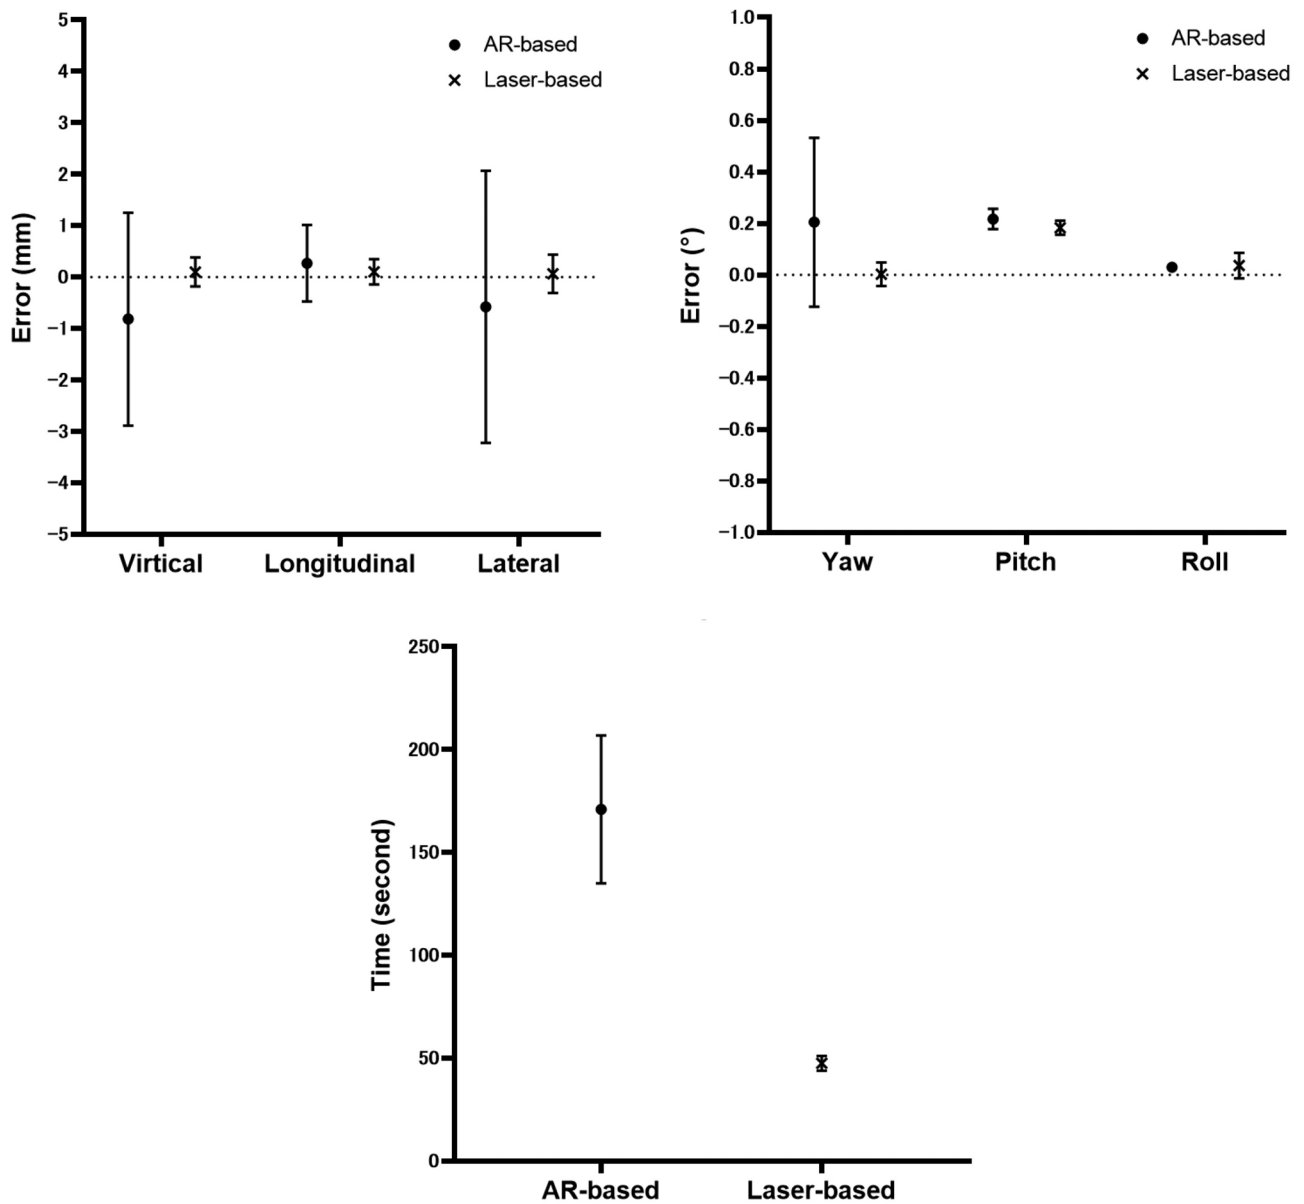 5
4
3
2
1
0
−1
−2
−3
−4
−5
Error (mm)
AR-based
Laser-based
Virtical Longitudinal Lateral
1.0
0.8
0.6
0.4
0.2
0.0
−0.2
−0.4
−0.6
−0.8
−1.0
Error (°)
AR-based
Laser-based
Yaw Pitch Roll
250
200
150
100
50
0
Time (second)
AR-based Laser-based